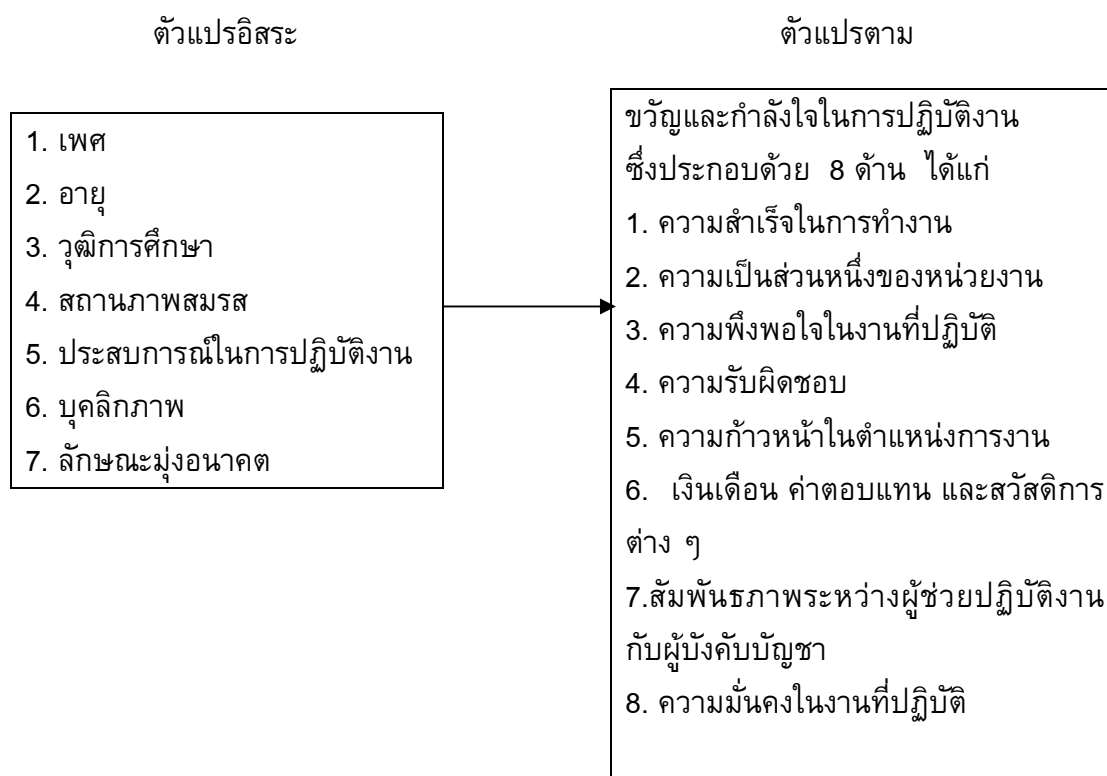 ตัวแปรอิสระ
ตัวแปรตาม
1. เพศ
2. อายุ
3. วุฒิการศึกษา
4. สถานภาพสมรส
5. ประสบการณ์ในการปฏิบัติงาน
6. บุคลิกภาพ
7. ลักษณะมุ่งอนาคต
ขวัญและกำลังใจในการปฏิบัติงาน
ซึ่งประกอบด้วย 8 ด้าน ได้แก่
1. ความสำเร็จในการทำงาน
2. ความเป็นส่วนหนึ่งของหน่วยงาน
3. ความพึงพอใจในงานที่ปฏิบัติ
4. ความรับผิดชอบ
5. ความก้าวหน้าในตำแหน่งการงาน
6. เงินเดือน ค่าตอบแทน และสวัสดิการ
ต่าง ๆ
7.สัมพันธภาพระหว่างผู้ช่วยปฏิบัติงาน
กับผู้บังคับบัญชา
8. ความมั่นคงในงานที่ปฏิบัติ